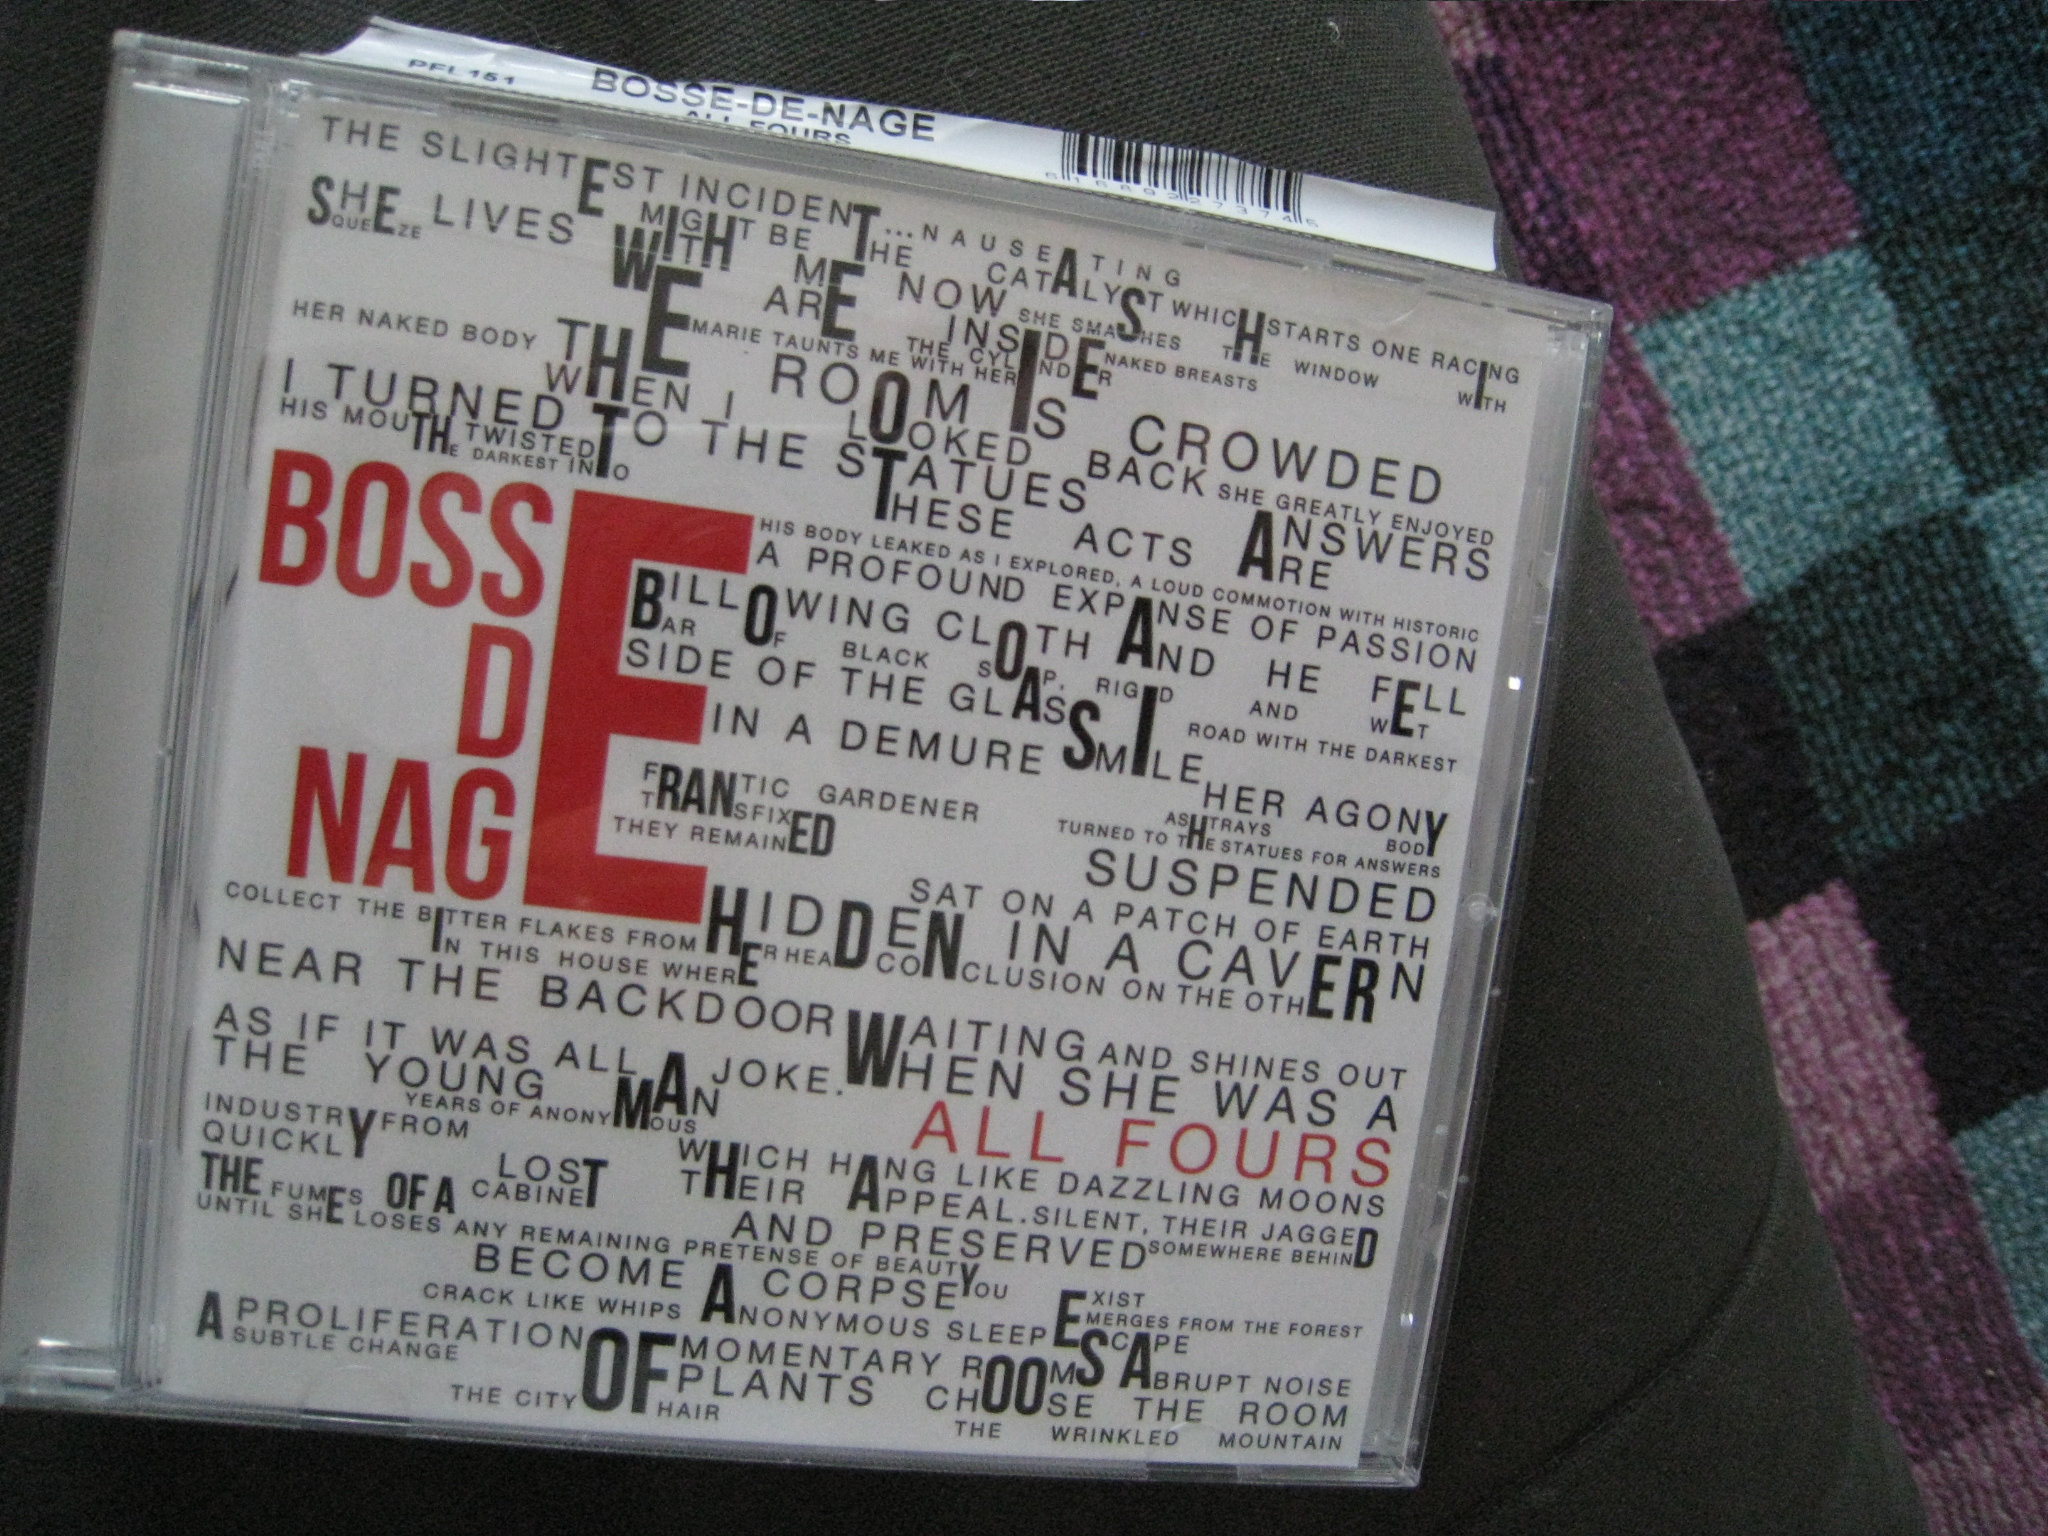 PFL151
BOSSE-DE-NAGE
ALL FOURS
6 16892 27374 6
THE SLIGHTEST INCIDENT...NAUSEATING
SHE LIVES MIGHT BE THE CATALYST WHICH STARTS ONE RACING
SQUEEZE WITH ME NOW SHE SMASHES THE WINDOW WITH
WE ARE INSIDE
HER NAKED BODY MARIE TAUNTS ME WITH HER NAKED BREASTS
THE CYLINDER
THE ROOM IS CROWDED
WHEN I LOOKED BACK SHE GREATLY ENJOYED
I TURNED TO THE STATUES ANSWERS
HIS MOUTH TWISTED THESE ACTS ARE
THE DARKEST INTO
BOSSE DE NAGE
HIS BODY LEAKED AS I EXPLORED, A LOUD COMMOTION WITH HISTORIC
A PROFOUND EXPANSE OF PASSION
BILLOWING CLOTH AND HE FELL
BAR OF BLACK SOAP. RIGID AND WET
SIDE OF THE GLASS ROAD WITH THE DARKEST
IN A DEMURE SMILE
HER AGONY
FRANTIC GARDENER ASHTRAYS BODY
TRANSFIXED TURNED TO THE STATUES FOR ANSWERS
THEY REMAINED SUSPENDED
SAT ON A PATCH OF EARTH
COLLECT THE BITTER FLAKES FROM HIDDEN IN A CAVERN
IN THIS HOUSE WHERE HER HEAD CONCLUSION ON THE OTHER
NEAR THE BACKDOOR WAITING AND SHINES OUT
AS IF IT WAS ALL A JOKE. WHEN SHE WAS A
THE YOUNG MAN
YEARS OF ANONYMOUS
ALL FOURS
INDUSTRY FROM WHICH HANG LIKE DAZZLING MOONS
QUICKLY LOST THEIR APPEAL. SILENT, THEIR JAGGED
THE FUMES OF A CABINET AND PRESERVED SOMEWHERE BEHIND
UNTIL SHE LOSES ANY REMAINING PRETENSE OF BEAUTY
BECOME A CORPSE YOU EXIST
CRACK LIKE WHIPS ANONYMOUS SLEEP EMERGES FROM THE FOREST
ESCAPE
A PROLIFERATION OF MOMENTARY ROOMS ABRUPT NOISE
A SUBTLE CHANGE PLANTS CHOOSE THE ROOM
THE CITY OF HAIR THE WRINKLED MOUNTAIN